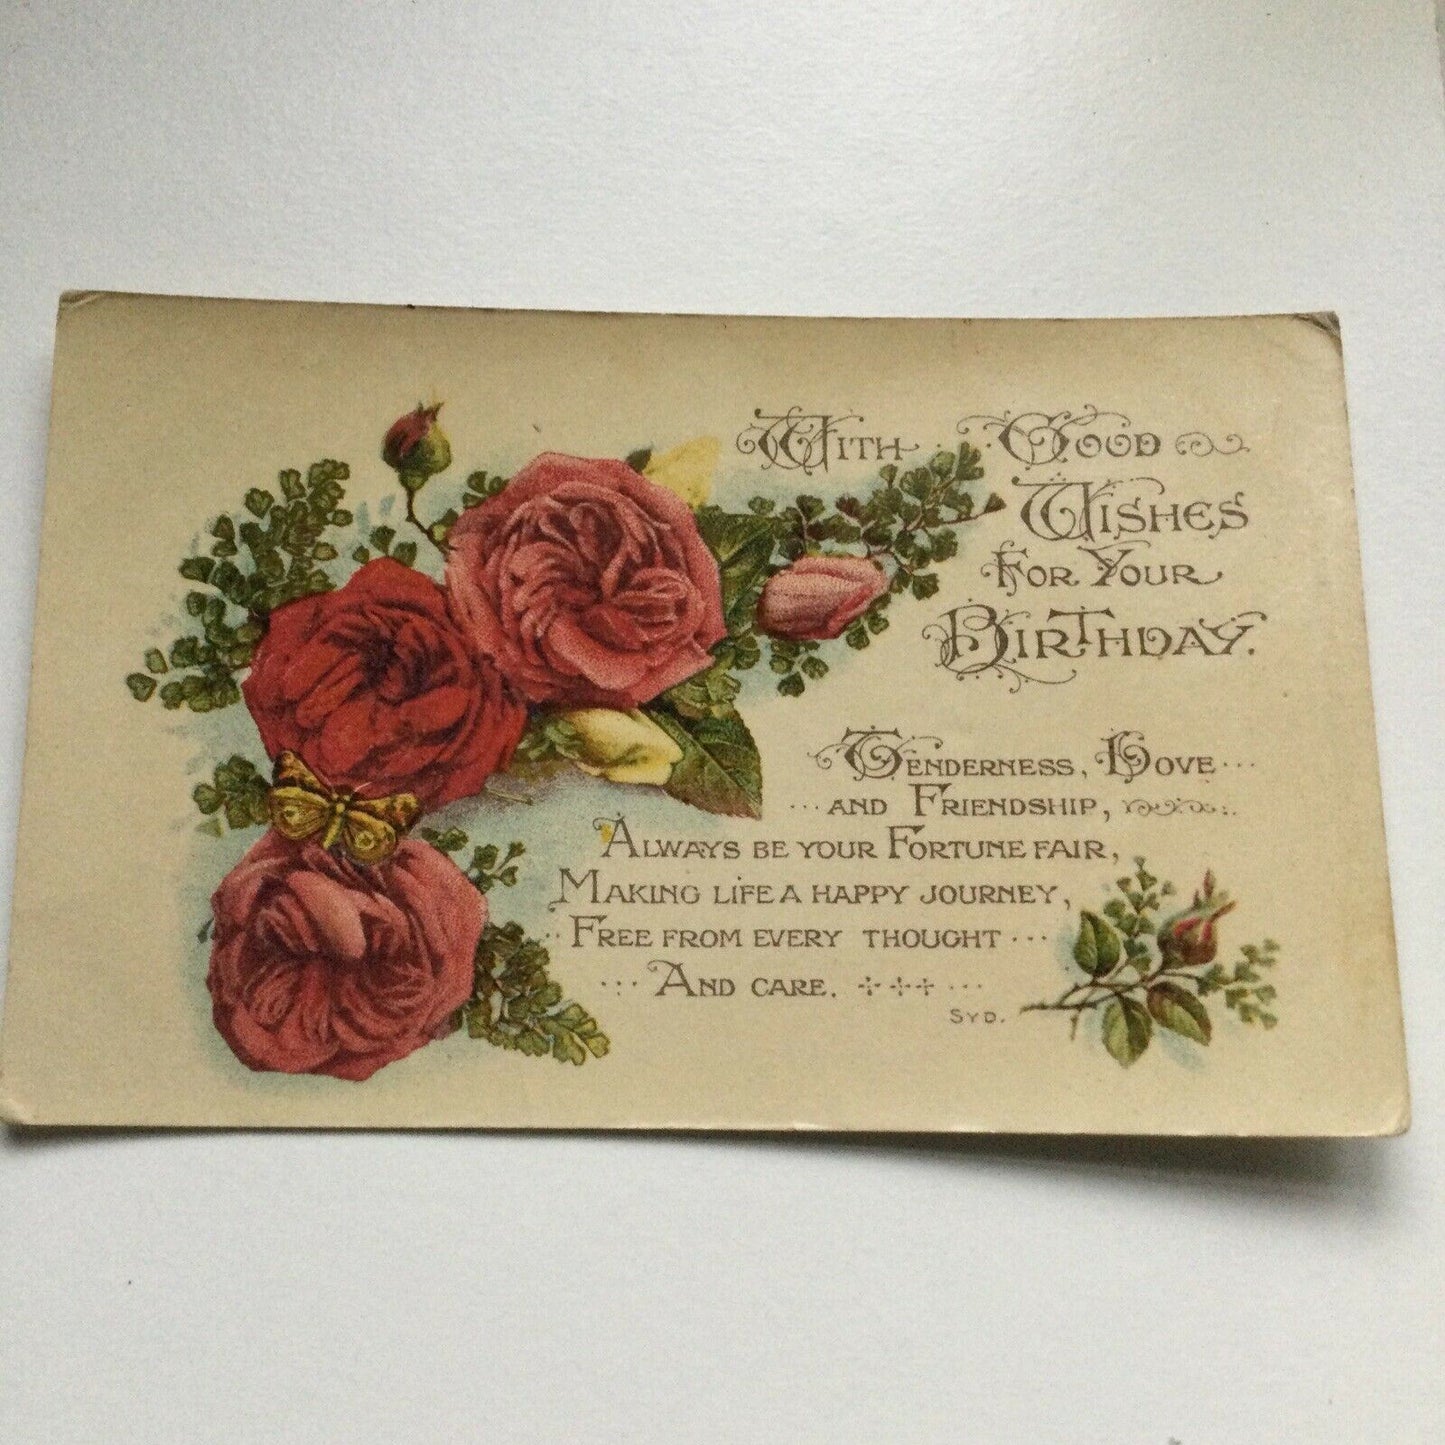 With Good
Wishes
For Your
Birthday.
Tenderness, Love...
...and Friendship,
Always be your Fortune fair,
Making life a happy journey,
..Free from every thought...
...And care. ...
Syd.